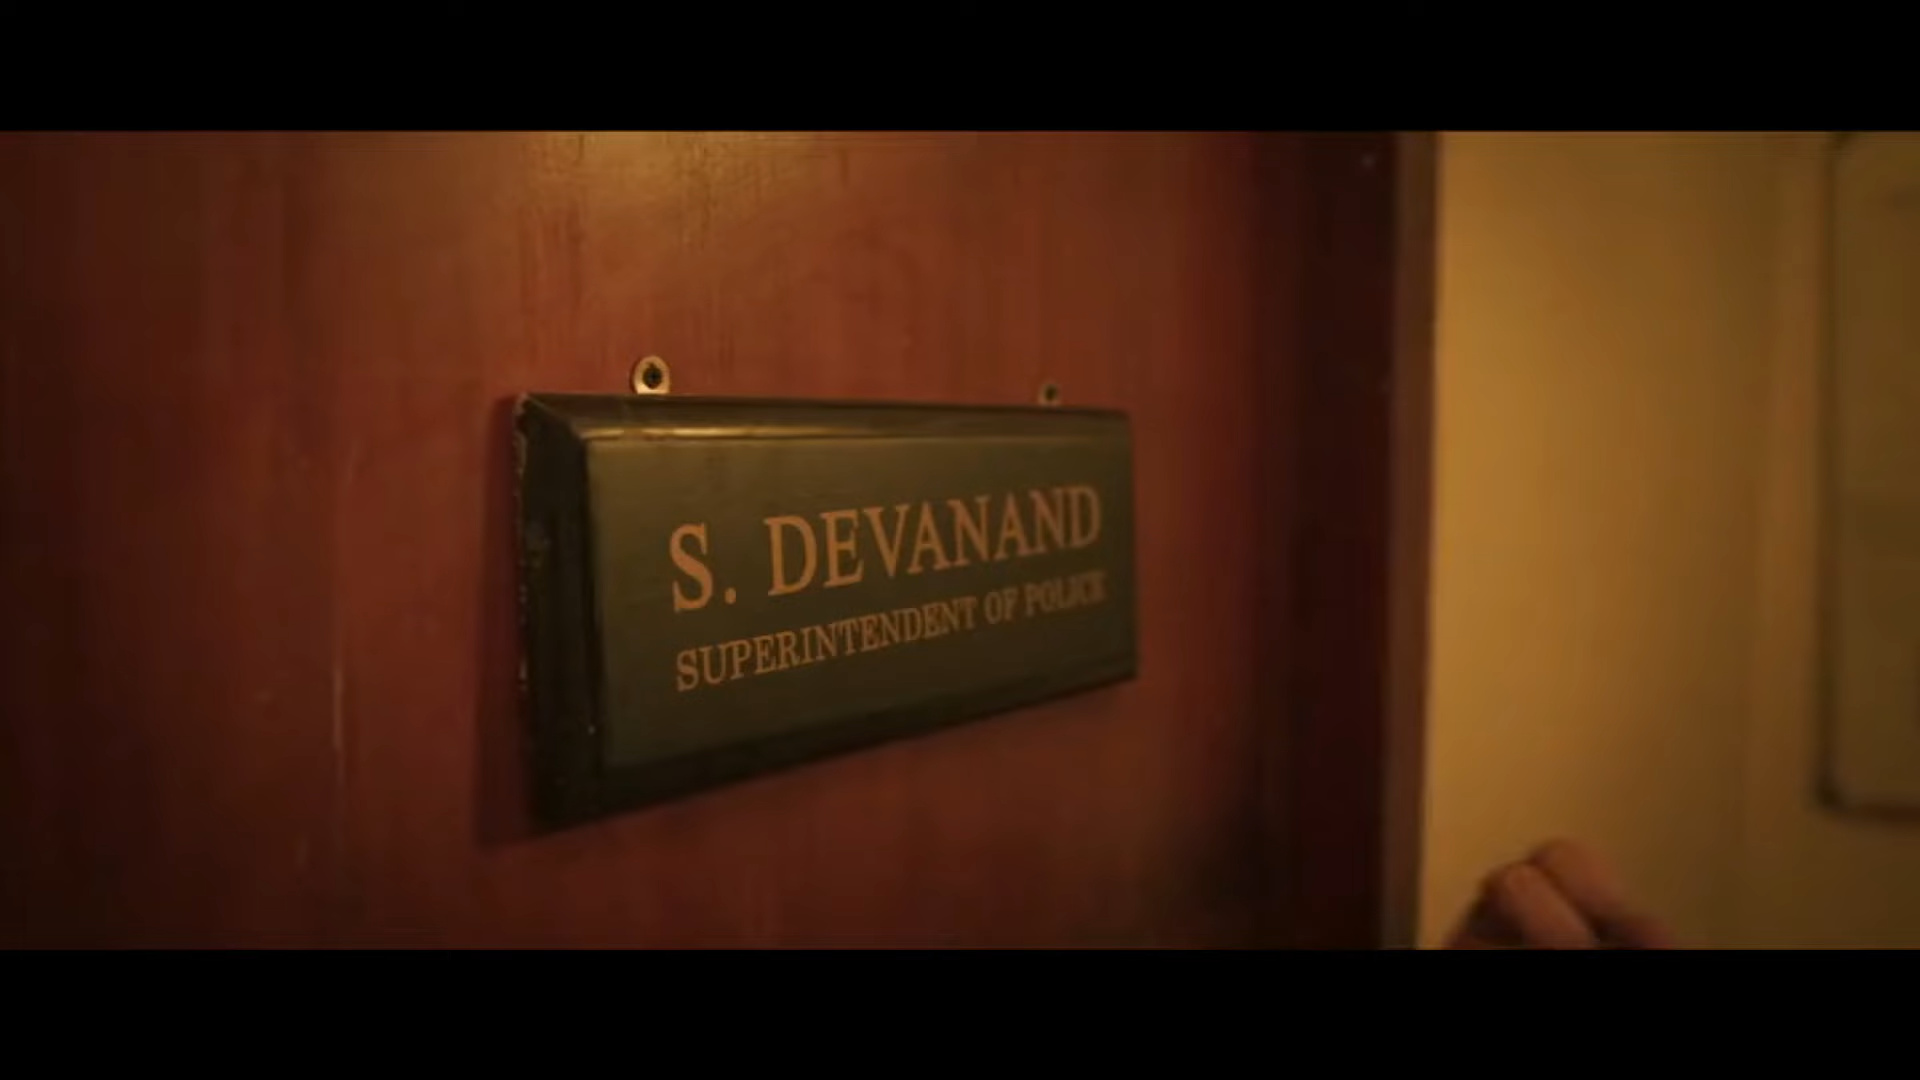 S. DEVANAND
SUPERINTENDENT OF POLICE